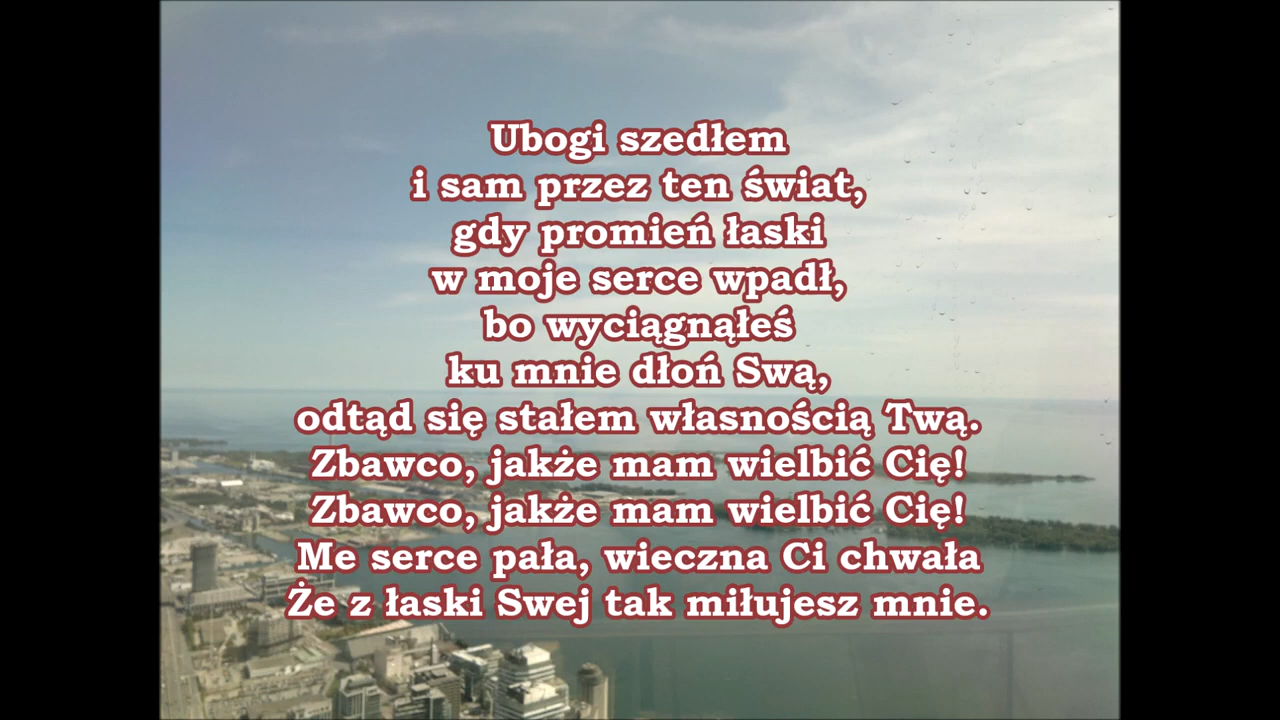 Ubogi szedłem
i sam przez ten świat,
gdy promień łaski
w moje serce wpadł,
bo wyciągnąłeś
ku mnie dłoń Swą,
odtąd się stałem własnością Twą.
Zbawco, jakże mam wielbić Cię!
Zbawco, jakże mam wielbić Cię!
Me serce pała, wieczna Ci chwała
Że z łaski Swej tak miłujesz mnie.